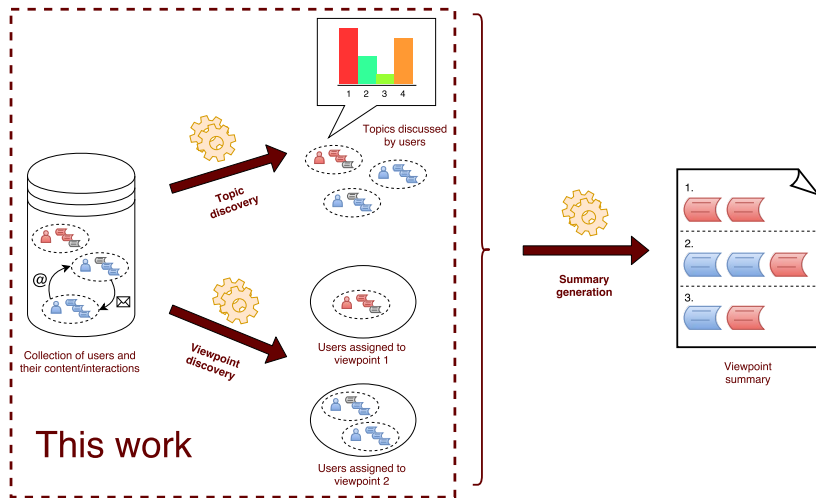 1 2 3 4
Topics discussed
by users
Topic
discovery
@
Collection of users and
their content/interactions
Viewpoint
discovery
Users assigned to
viewpoint 1
Users assigned to
viewpoint 2
This work
Summary
generation
1.
2.
3.
Viewpoint
summary